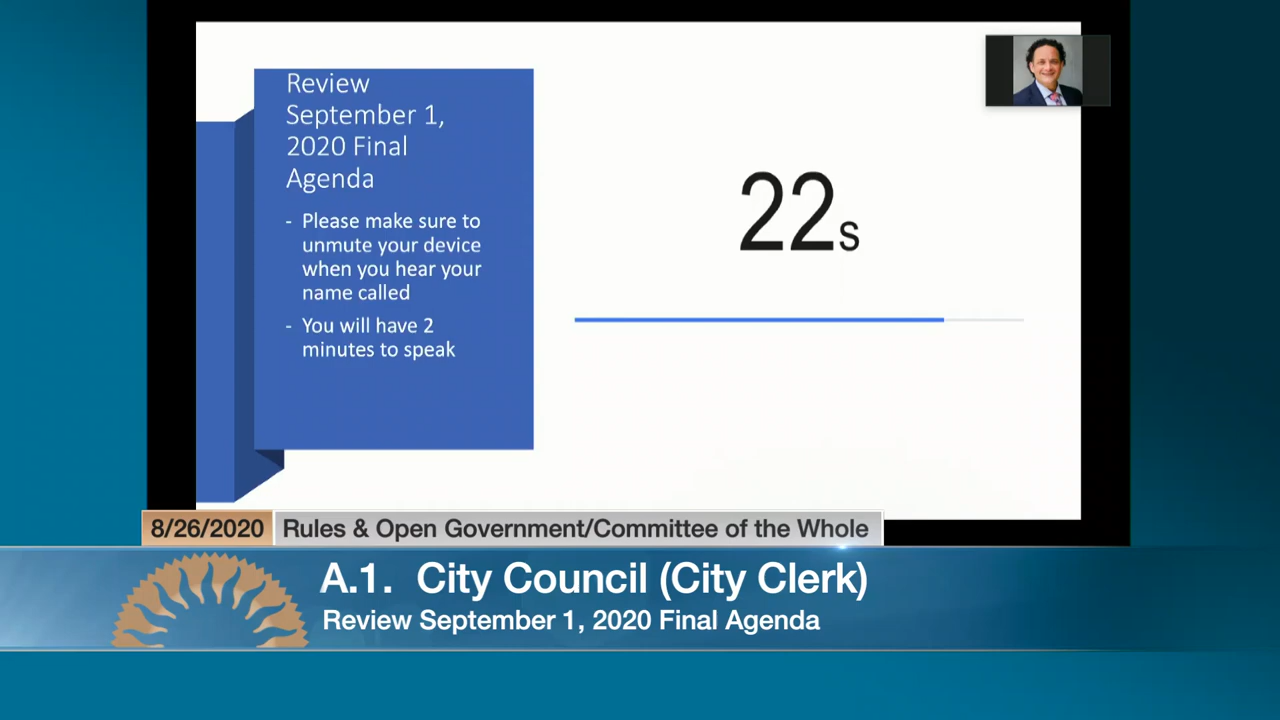 Review
September 1,
2020 Final
Agenda
- Please make sure to
unmute your device
when you hear your
name called
- You will have 2
minutes to speak
22s
8/26/2020 Rules & Open Government/Committee of the Whole
A.1. City Council (City Clerk)
Review September 1, 2020 Final Agenda